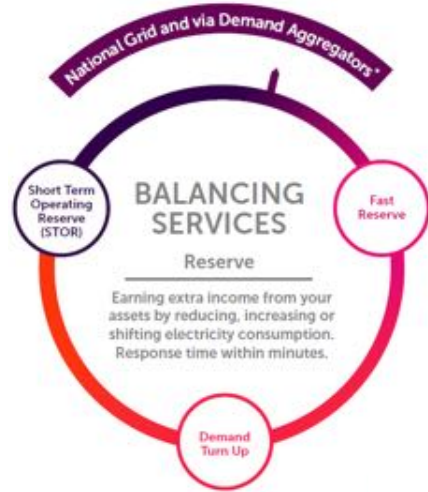 National Grid and via Demand Aggregators*
Short Term
Operating
Reserve
(STOR)
BALANCING
SERVICES
Fast
Reserve
Reserve
Earning extra income from your
assets by reducing, increasing or
shifting electricity consumption.
Response time within minutes.
Demand
Turn Up